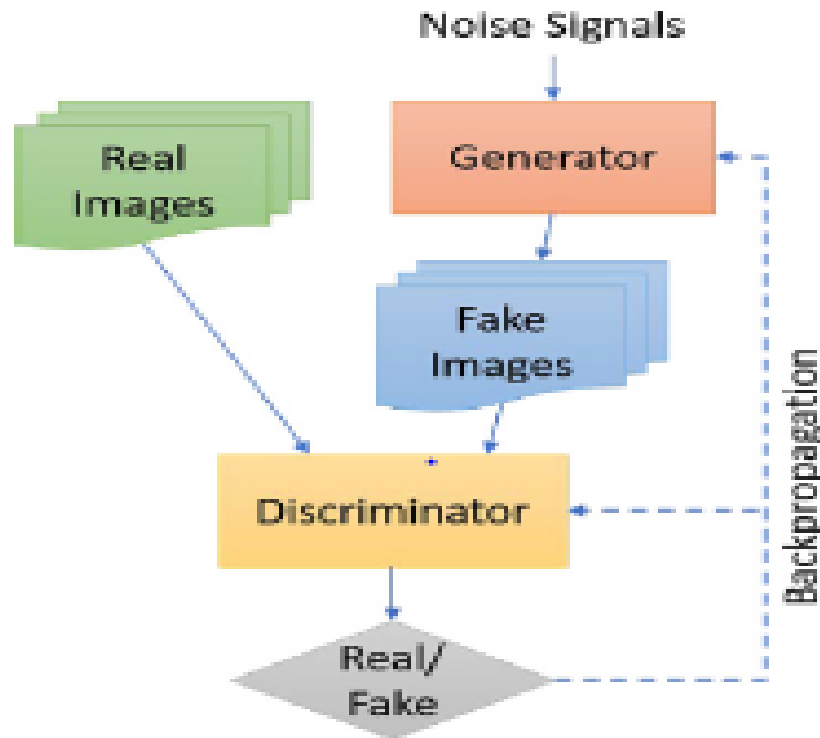 Noise Signals
Real
Images
Generator
Fake
Images
Discriminator
Real/
Fake
Backpropagation